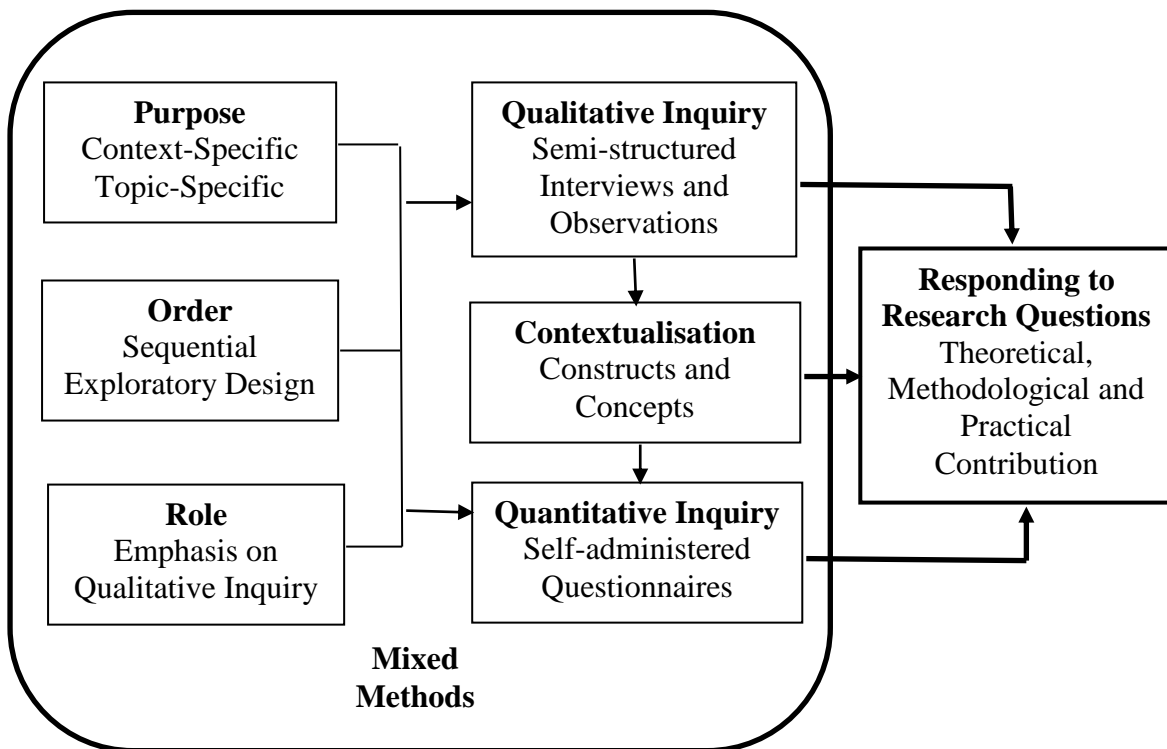 Purpose
Context-Specific
Topic-Specific
Order
Sequential
Exploratory Design
Role
Emphasis on
Qualitative Inquiry
Qualitative Inquiry
Semi-structured
Interviews and
Observations
Contextualisation
Constructs and
Concepts
Quantitative Inquiry
Self-administered
Questionnaires
Mixed
Methods
Responding to
Research Questions
Theoretical,
Methodological and
Practical
Contribution